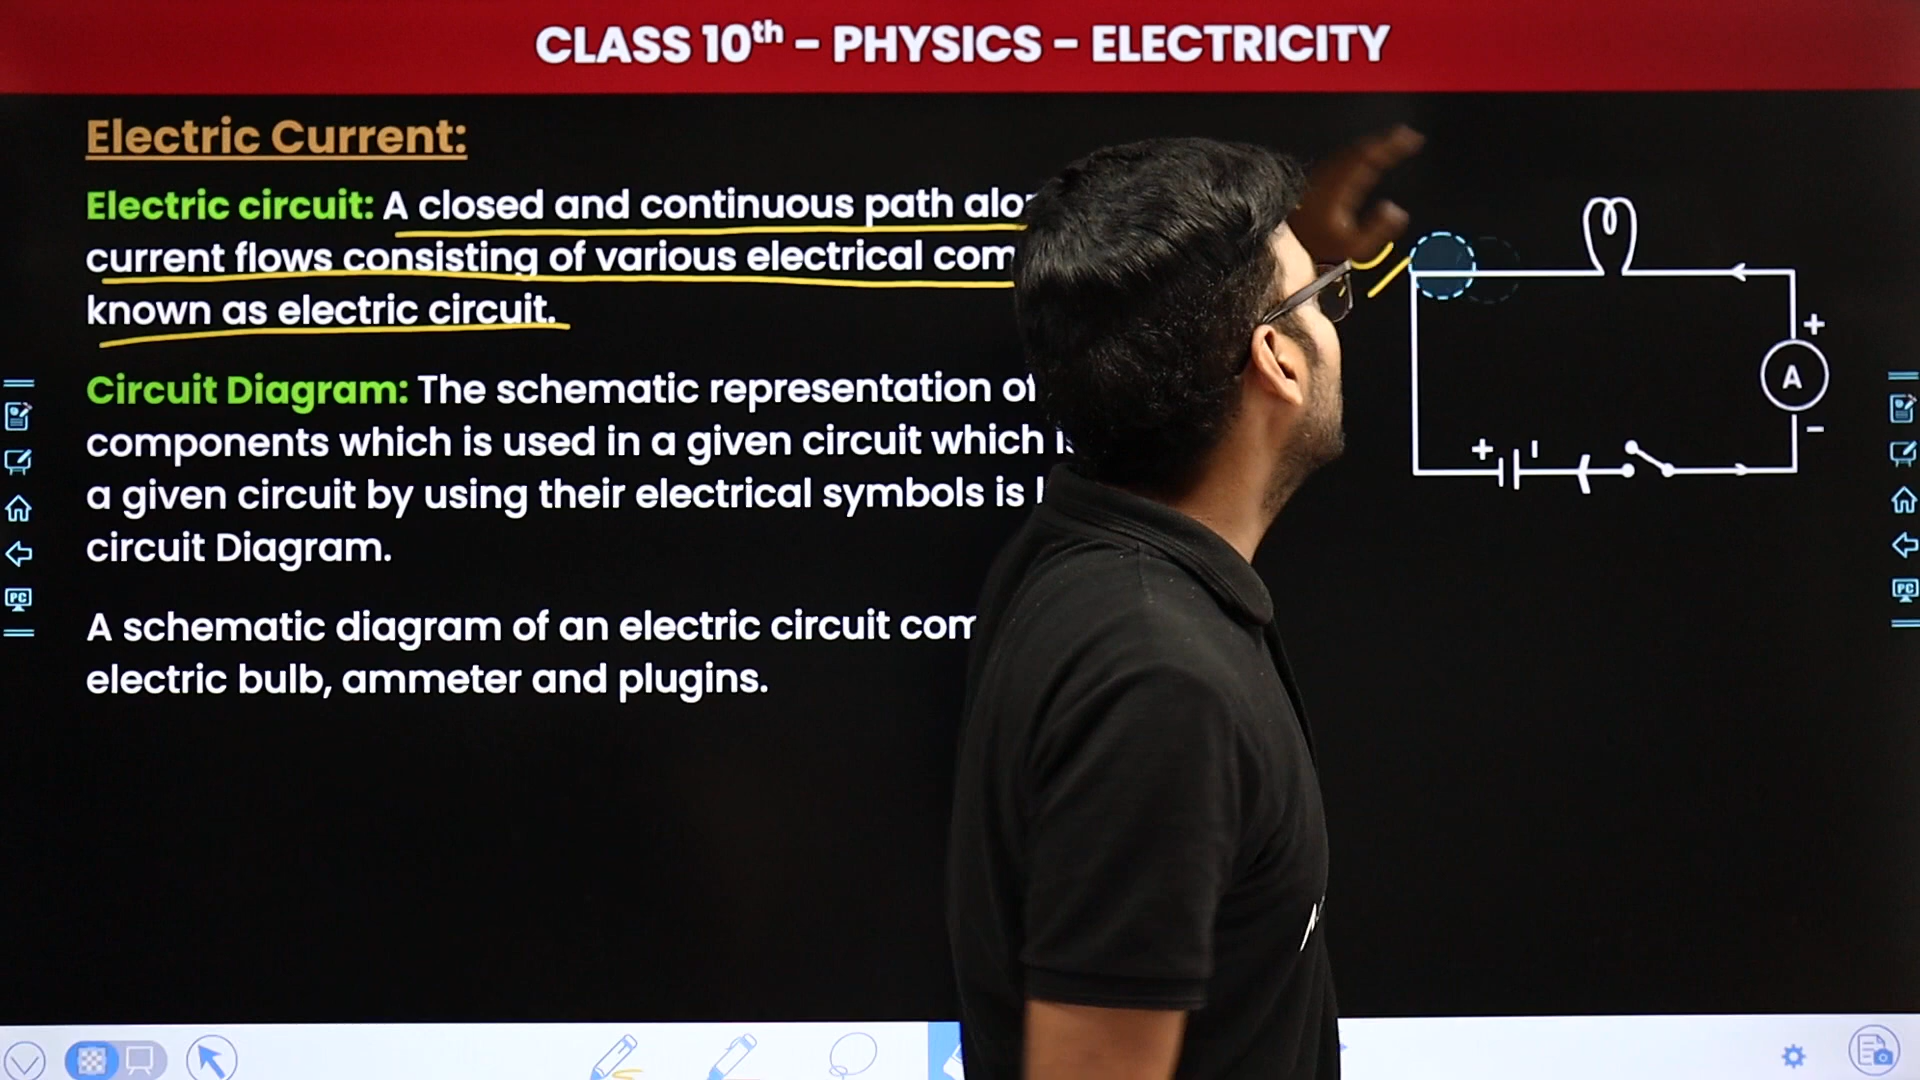 CLASS 10th – PHYSICS – ELECTRICITY
Electric Current:
Electric circuit: A closed and continuous path
current flows consisting of various electrical
known as electric circuit.
Circuit Diagram: The schematic representation of
components which is used in a given circuit which
a given circuit by using their electrical symbols is
circuit Diagram.
A schematic diagram of an electric circuit
electric bulb, ammeter and plugins.
+
A
−
+
PC
PC